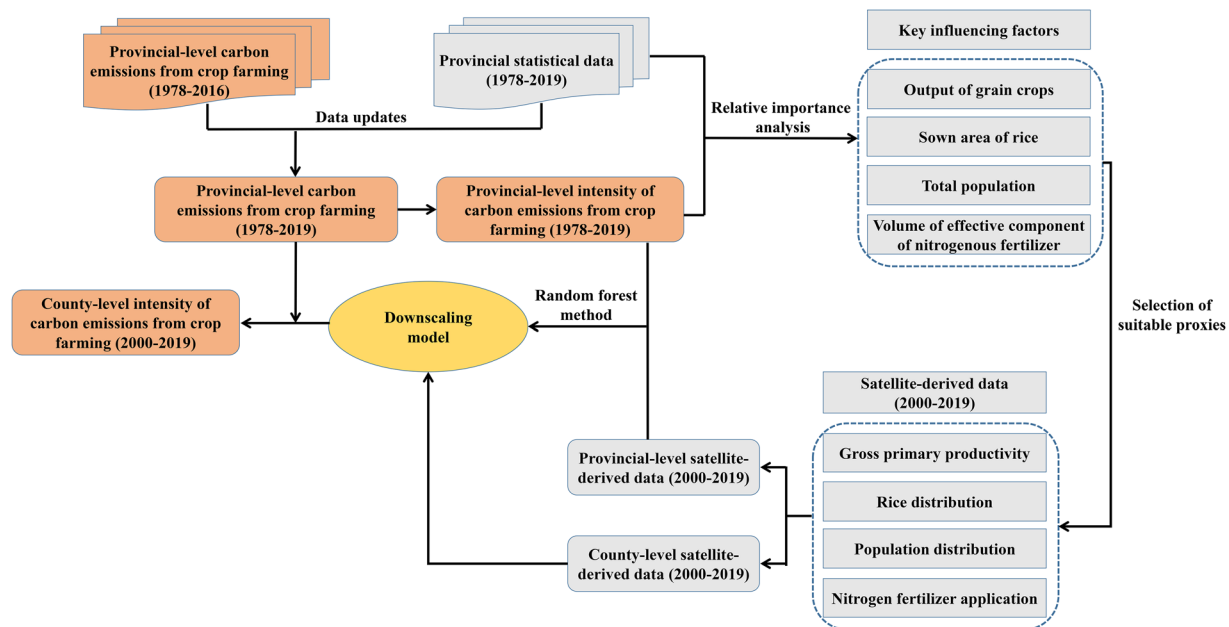 Provincial-level carbon
emissions from crop farming
(1978-2016)
Provincial statistical data
(1978-2019)
Key influencing factors
Data updates
Relative importance
analysis
Output of grain crops
Sown area of rice
Total population
Volume of effective component
of nitrogenous fertilizer
Provincial-level carbon
emissions from crop farming
(1978-2019)
Provincial-level intensity of
carbon emissions from crop
farming (1978-2019)
County-level intensity of
carbon emissions from crop
farming (2000-2019)
Downscaling
model
Random forest
method
Selection of
suitable proxies
Satellite-derived data
(2000-2019)
Gross primary productivity
Rice distribution
Population distribution
Nitrogen fertilizer application
Provincial-level satellite-
derived data (2000-2019)
County-level satellite-
derived data (2000-2019)